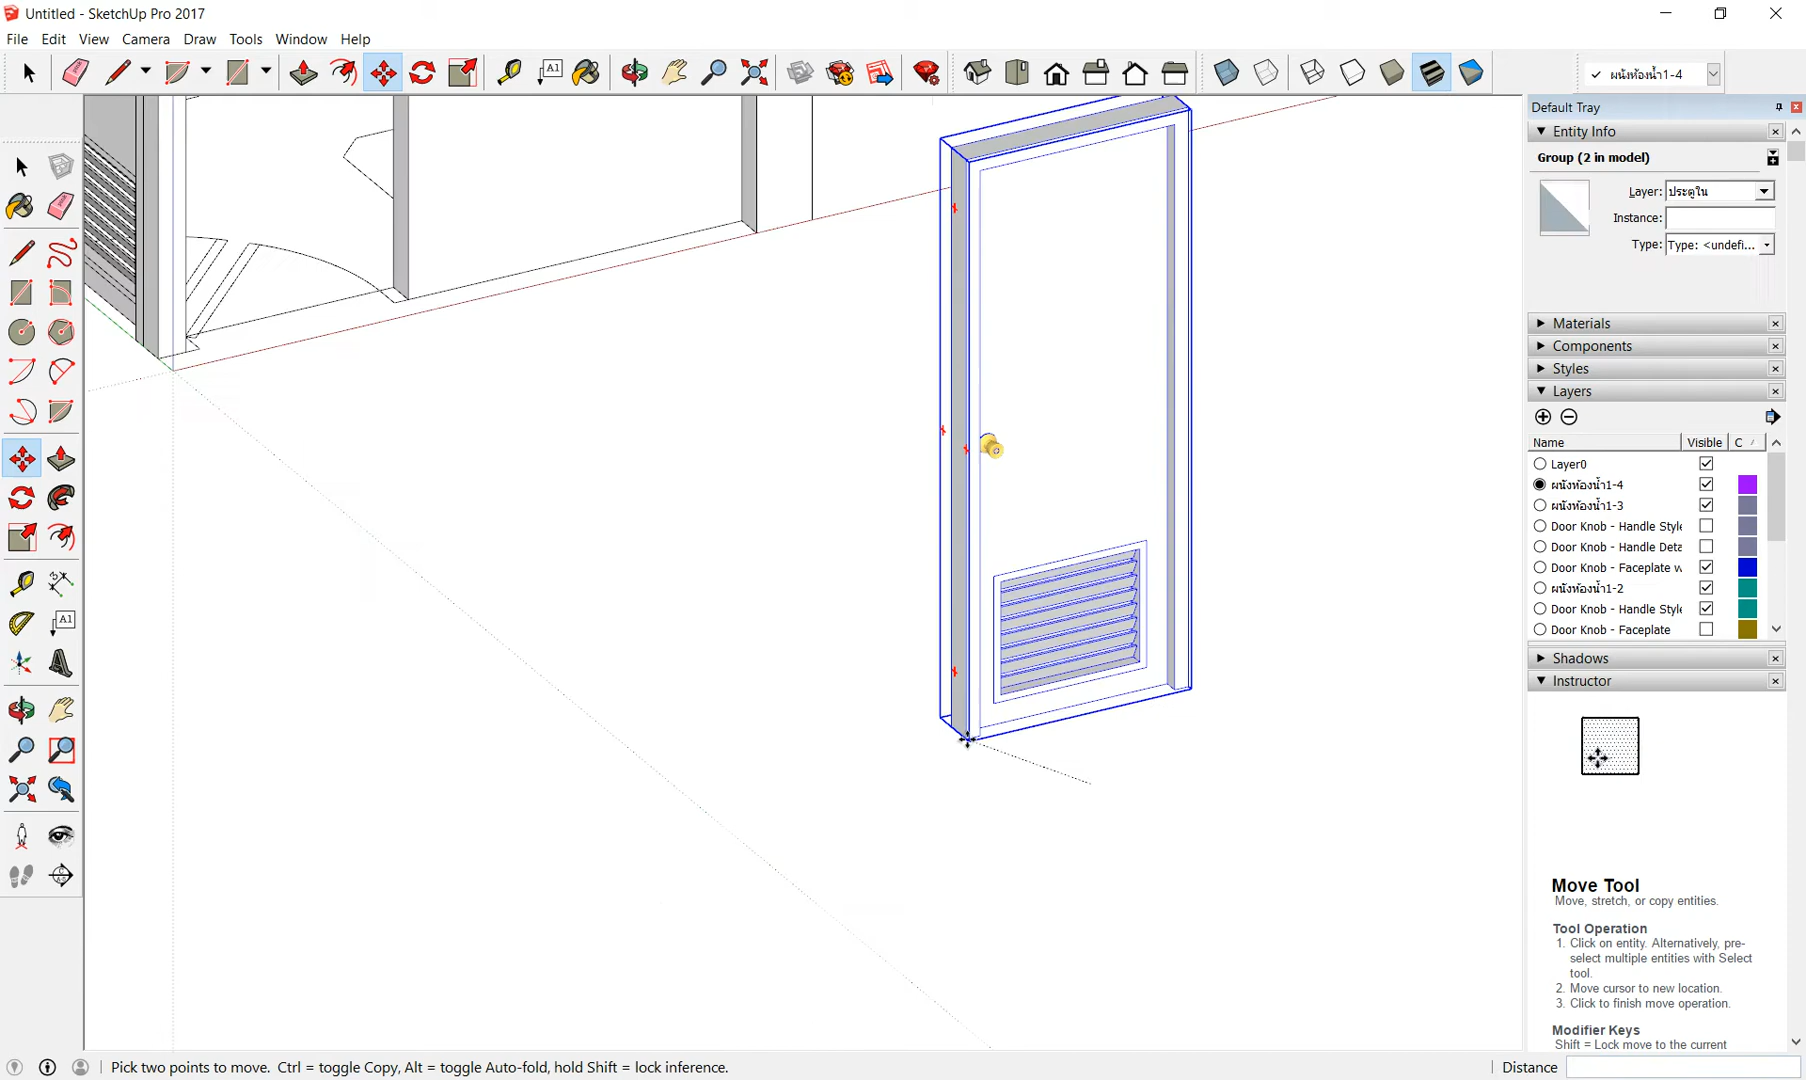 Untitled - SketchUp Pro 2017
File Edit View Camera Draw Tools Window Help
A1
✓ ผนังห้องน้ำ1-4
Default Tray
Entity Info
Group (2 in model)
Layer: ประตูใน
Instance:
Type: Type: <undefi...
Materials
Components
Styles
Layers
Name Visible C
Layer0
ผนังห้องน้ำ1-4
ผนังห้องน้ำ1-3
Door Knob - Handle Style
Door Knob - Handle Deta
Door Knob - Faceplate w
ผนังห้องน้ำ1-2
Door Knob - Handle Style
Door Knob - Faceplate
Shadows
Instructor
A1
Move Tool
Move, stretch, or copy entities.
Tool Operation
1. Click on entity. Alternatively, pre-
select multiple entities with Select
tool.
2. Move cursor to new location.
3. Click to finish move operation.
Modifier Keys
Shift = Lock move to the current
Pick two points to move. Ctrl = toggle Copy, Alt = toggle Auto-fold, hold Shift = lock inference.
Distance